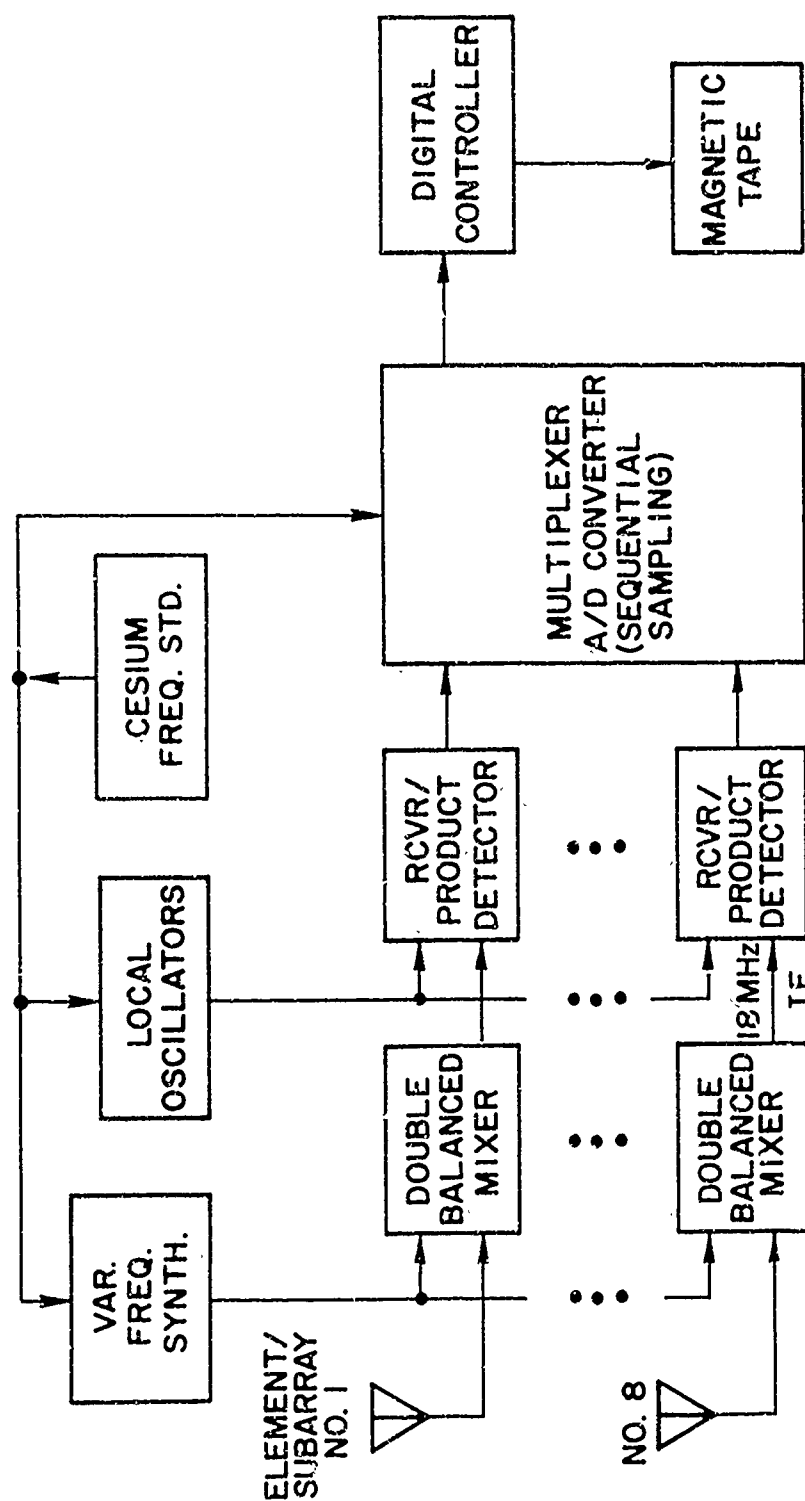 VAR.
FREQ.
SYNTH.
LOCAL
OSCILLATORS
CESIUM
FREQ. STD.
ELEMENT/
SUBARRAY
NO. 1
DOUBLE
BALANCED
MIXER
RCVR/
PRODUCT
DETECTOR
MULTIPLEXER
A/D CONVERTER
(SEQUENTIAL
SAMPLING)
DIGITAL
CONTROLLER
MAGNETIC
TAPE
NO. 8
DOUBLE
BALANCED
MIXER
18 MHz
IF
RCVR/
PRODUCT
DETECTOR